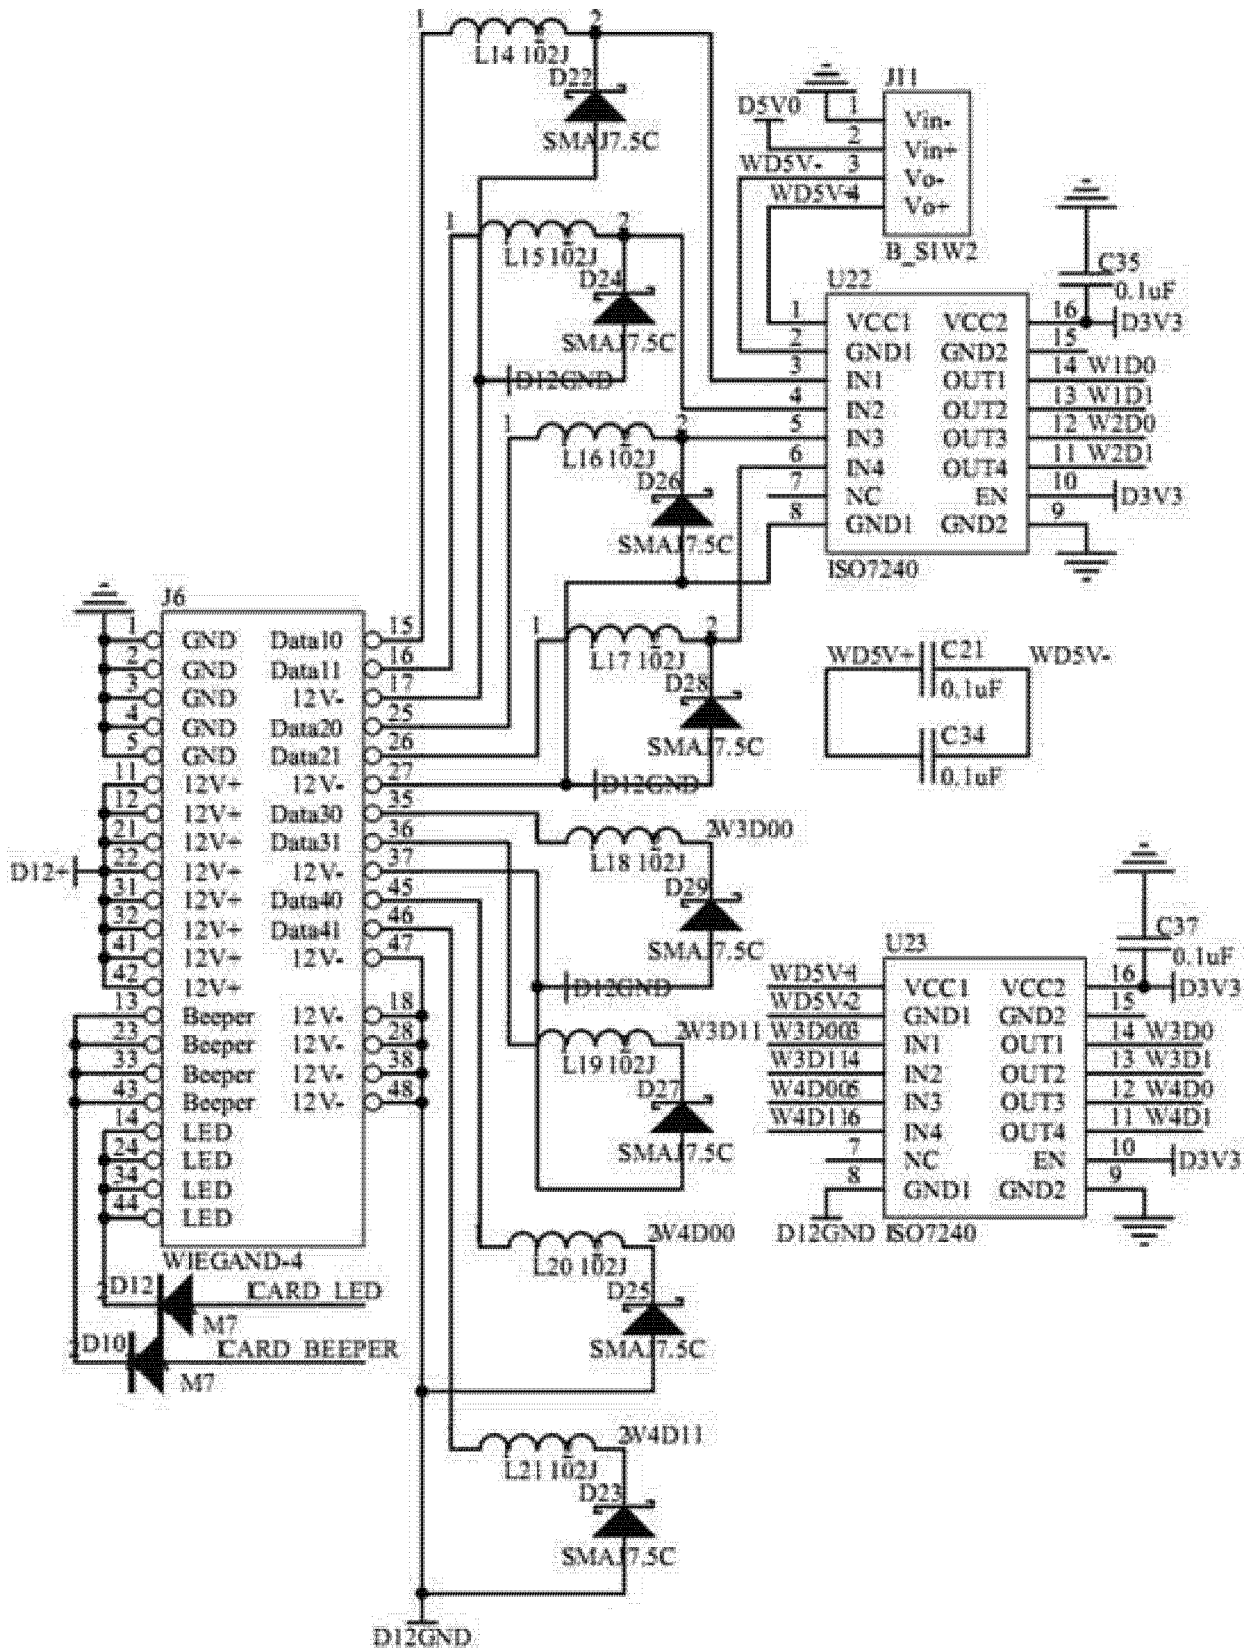 1 2
L14 102J
D22
SMAJ7.5C
J11
D5V0 1 Vin-
2 Vin+
WD5V- 3 Vo-
WD5V+ 4 Vo+
B_S1W2
1 2
L15 102J
D24
SMAJ7.5C
D12GND
C35
0.1uF
U22
1 VCC1 VCC2 16 D3V3
2 GND1 GND2 15
3 IN1 OUT1 14 W1D0
4 IN2 OUT2 13 W1D1
5 IN3 OUT3 12 W2D0
6 IN4 OUT4 11 W2D1
7 NC EN 10 D3V3
8 GND1 GND2 9
ISO7240
1 2
L16 102J
D26
SMAJ7.5C
J6
1 GND Data10 15
2 GND Data11 16
3 GND 12V- 17
4 GND Data20 25
5 GND Data21 26
11 12V+ 12V- 27
12 12V+ Data30 35
21 12V+ Data31 36
D12+ 22 12V+ 12V- 37
31 12V+ Data40 45
32 12V+ Data41 46
41 12V+ 12V- 47
42 12V+
13 Beeper 12V- 18
23 Beeper 12V- 28
33 Beeper 12V- 38
43 Beeper 12V- 48
14 LED
24 LED
34 LED
44 LED
WIEGAND-4
1 2
L17 102J
D28
SMAJ7.5C
D12GND
WD5V+ C21 WD5V-
0.1uF
C34
0.1uF
2W3D00
L18 102J
D29
SMAJ7.5C
D12GND
2W3D11
L19 102J
D27
SMAJ7.5C
C37
0.1uF
U23
WD5V+1 VCC1 VCC2 16 D3V3
WD5V-2 GND1 GND2 15
W3D003 IN1 OUT1 14 W3D0
W3D114 IN2 OUT2 13 W3D1
W4D005 IN3 OUT3 12 W4D0
W4D116 IN4 OUT4 11 W4D1
7 NC EN 10 D3V3
8 GND1 GND2 9
D12GND ISO7240
2W4D00
L20 102J
D25
SMAJ7.5C
2 D12 1CARD LED
M7
2 D10 1CARD BEEPER
M7
2W4D11
L21 102J
D23
SMAJ7.5C
D12GND